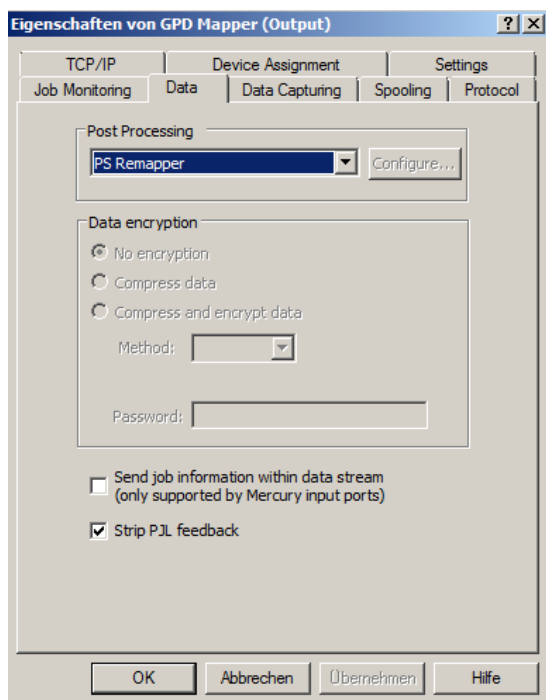 Eigenschaften von GPD Mapper (Output)
TCP/IP
Device Assignment
Settings
Job Monitoring
Data
Data Capturing
Spooling
Protocol
Post Processing
PS Remapper
Configure...
Data encryption
No encryption
Compress data
Compress and encrypt data
Method:
Password:
Send job information within data stream
(only supported by Mercury input ports)
Strip PJL feedback
OK
Abbrechen
Übernehmen
Hilfe